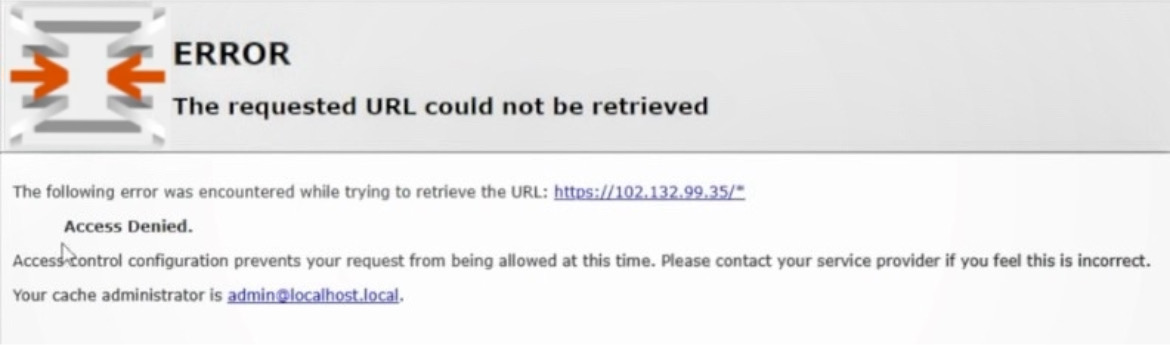 ERROR
The requested URL could not be retrieved
The following error was encountered while trying to retrieve the URL: https://102.132.99.35/*
Access Denied.
Access control configuration prevents your request from being allowed at this time. Please contact your service provider if you feel this is incorrect.
Your cache administrator is admin@localhost.local.